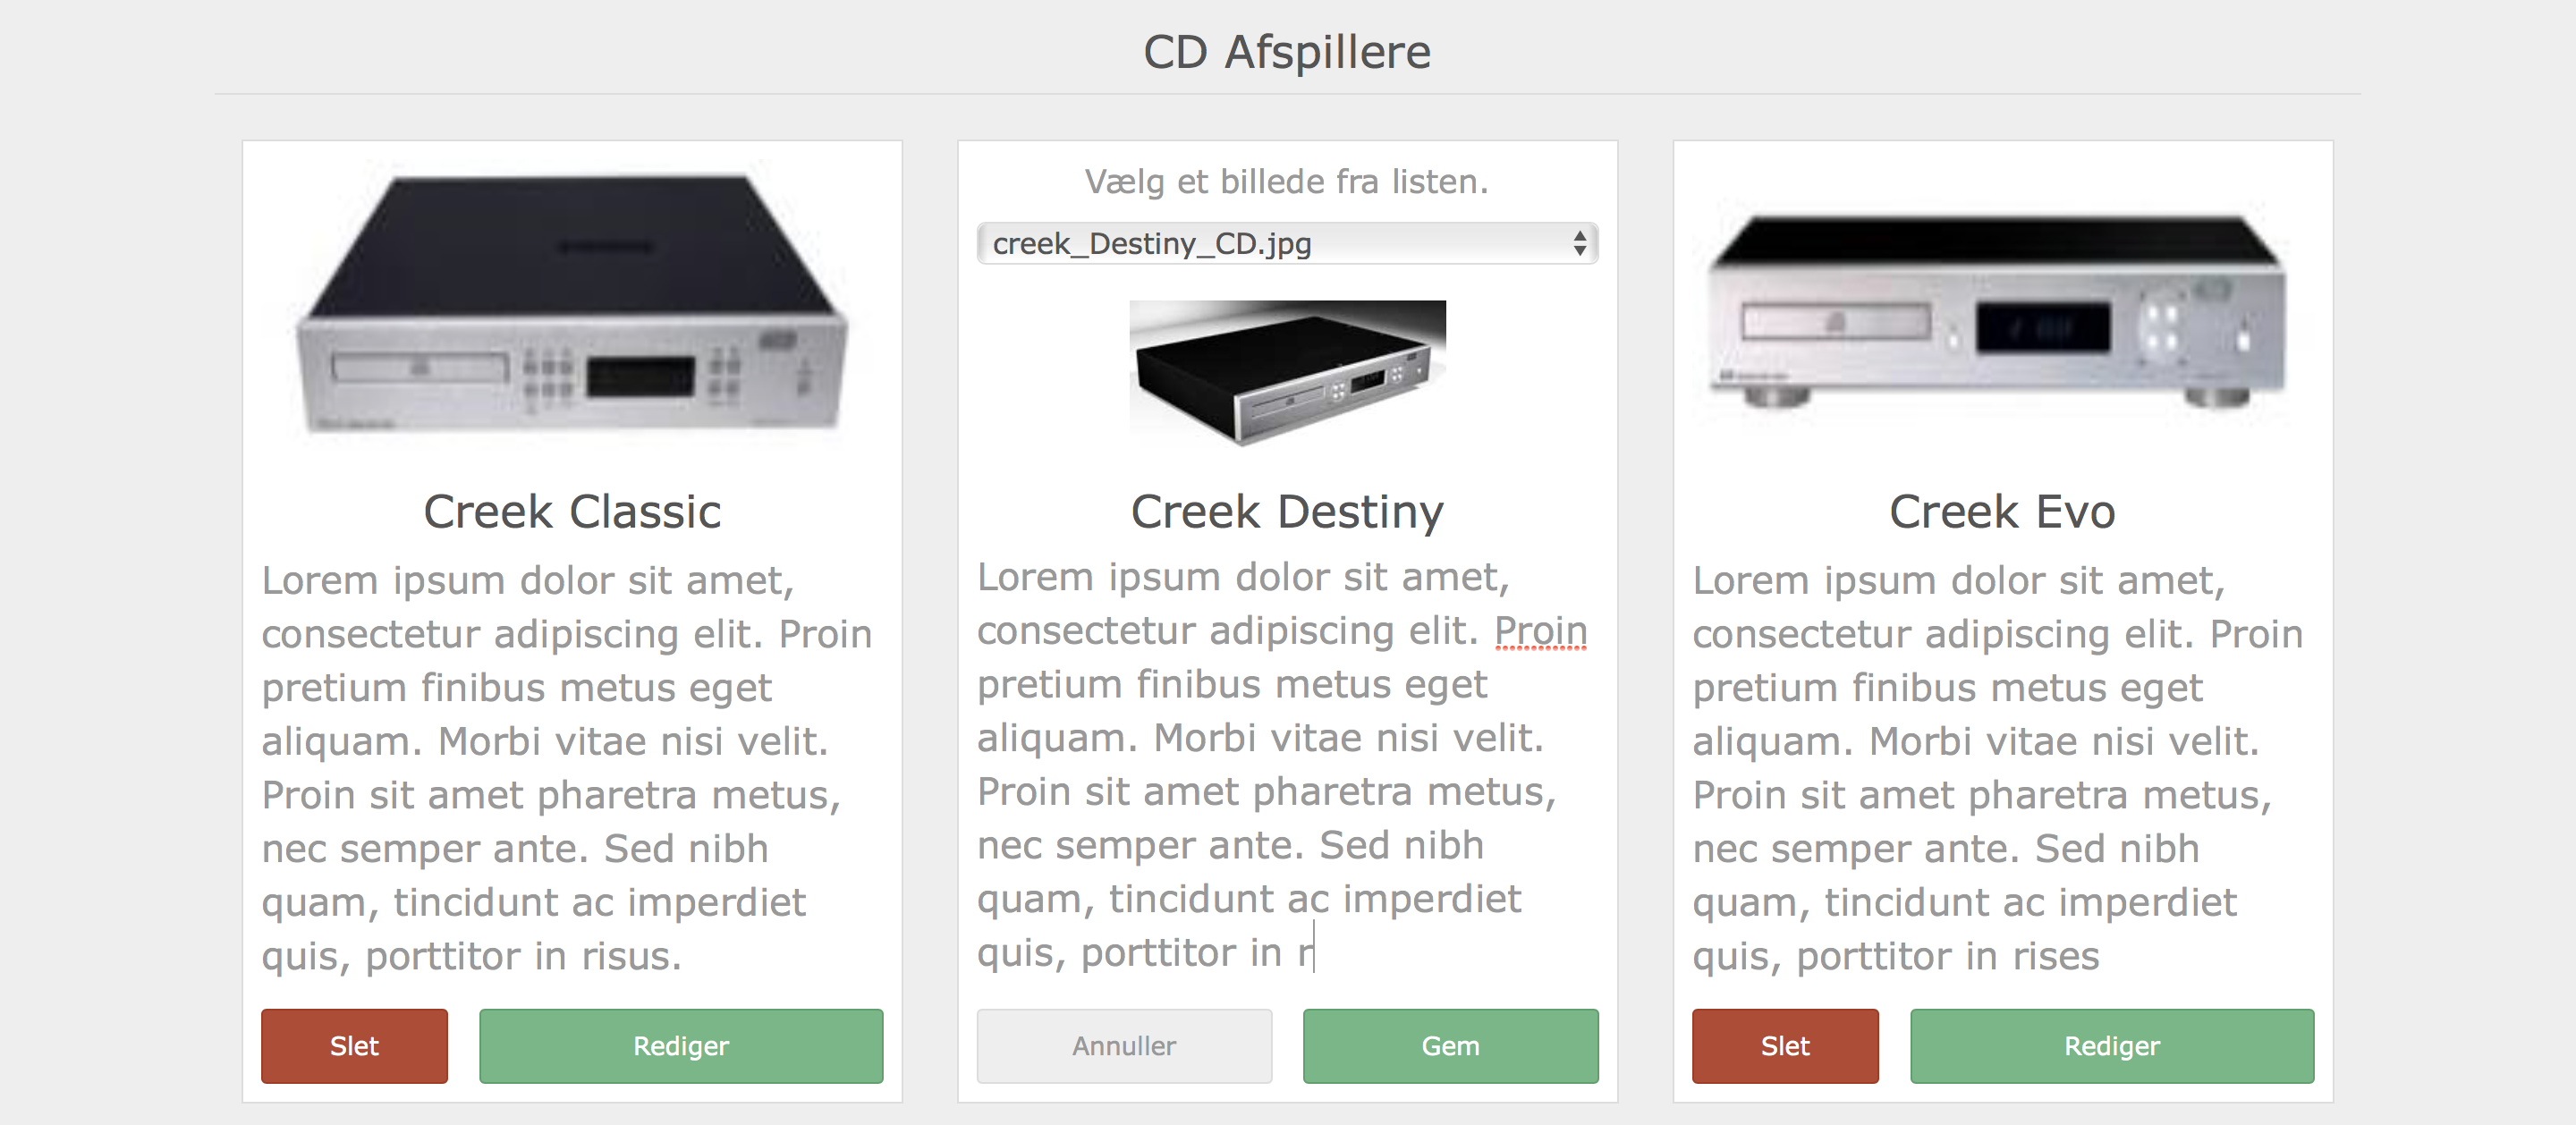 CD Afspillere
Creek Classic
Lorem ipsum dolor sit amet,
consectetur adipiscing elit. Proin
pretium finibus metus eget
aliquam. Morbi vitae nisi velit.
Proin sit amet pharetra metus,
nec semper ante. Sed nibh
quam, tincidunt ac imperdiet
quis, porttitor in risus.
Slet
Rediger
Vælg et billede fra listen.
creek_Destiny_CD.jpg
Creek Destiny
Lorem ipsum dolor sit amet,
consectetur adipiscing elit. Proin
pretium finibus metus eget
aliquam. Morbi vitae nisi velit.
Proin sit amet pharetra metus,
nec semper ante. Sed nibh
quam, tincidunt ac imperdiet
quis, porttitor in r
Annuller
Gem
Creek Evo
Lorem ipsum dolor sit amet,
consectetur adipiscing elit. Proin
pretium finibus metus eget
aliquam. Morbi vitae nisi velit.
Proin sit amet pharetra metus,
nec semper ante. Sed nibh
quam, tincidunt ac imperdiet
quis, porttitor in rises
Slet
Rediger